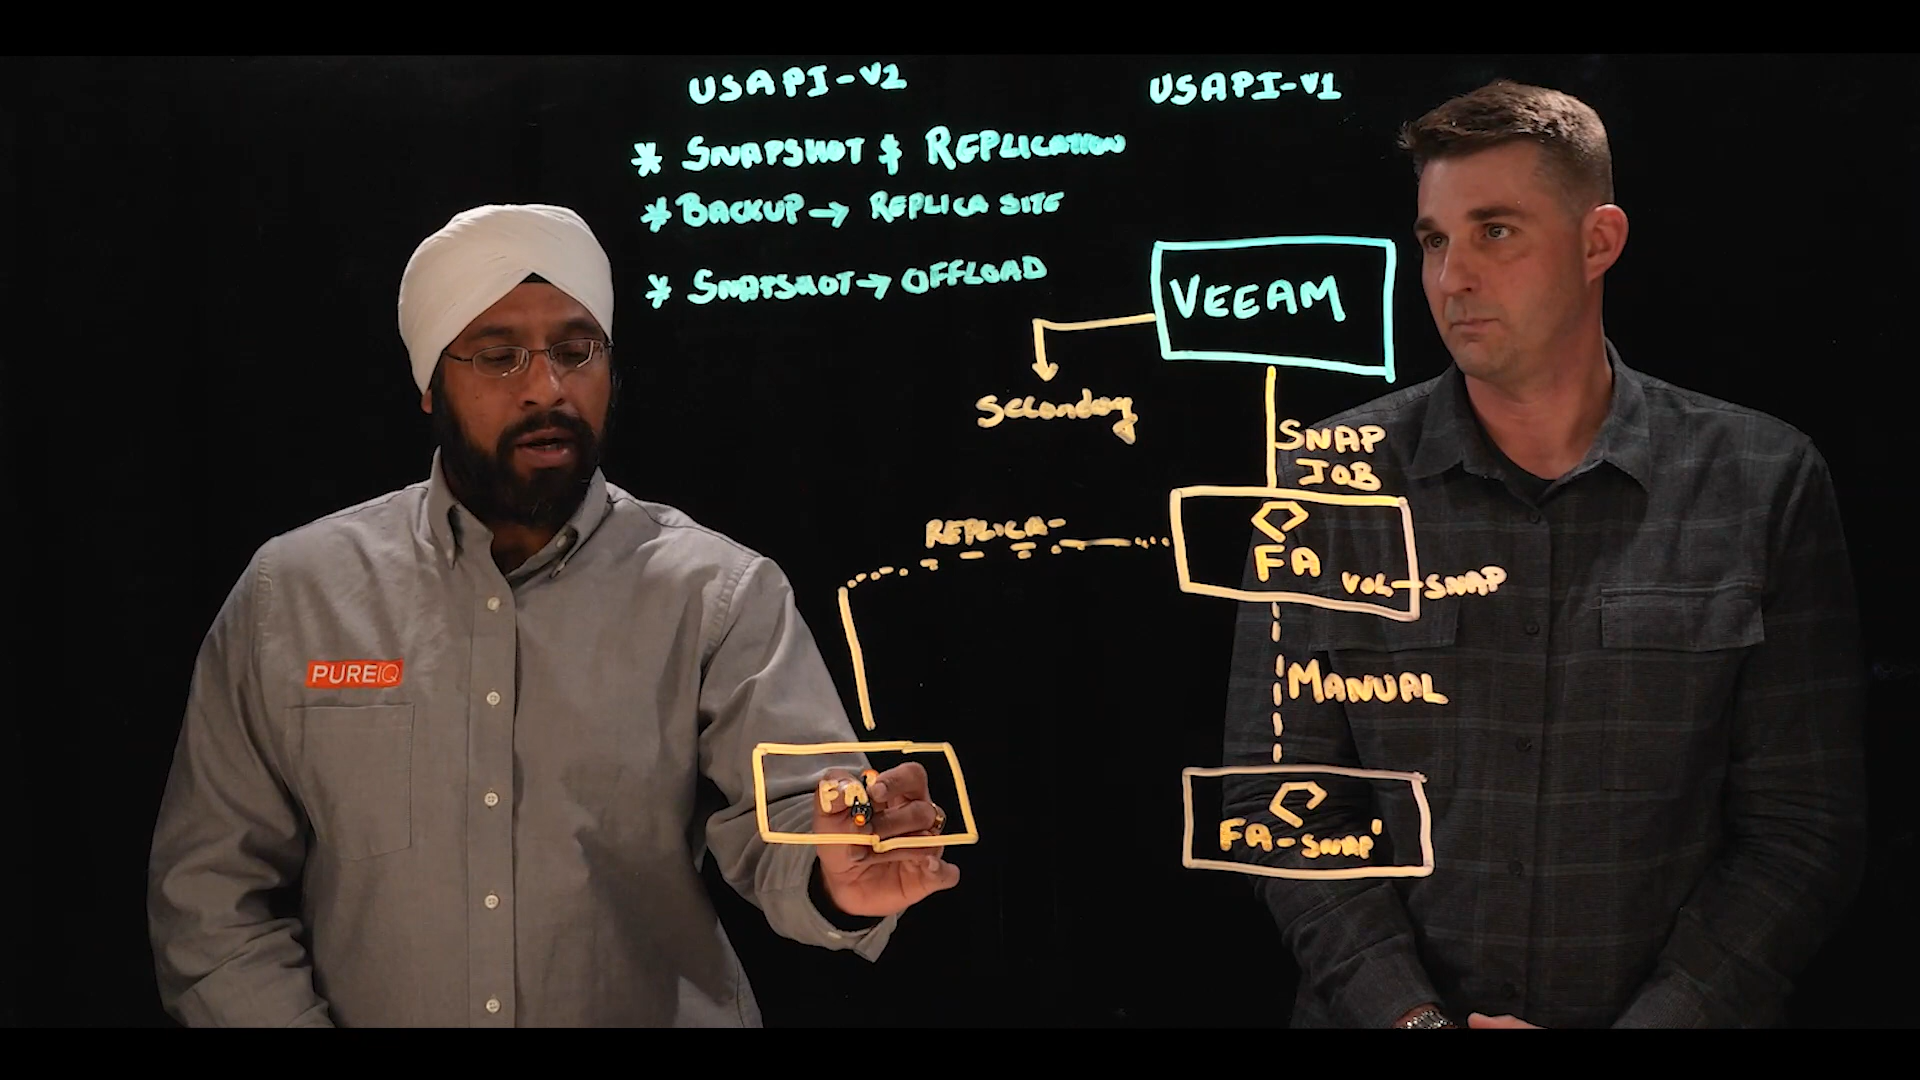 USAPI-V2
* SNAPSHOT & REPLICATION
* BACKUP → REPLICA SITE
* SNAPSHOT → OFFLOAD
USAPI-V1
VEEAM
Secondary
SNAP
JOB
REPLICA-
FA
VOL-SNAP
MANUAL
FA-SNAP'
PUREIQ
FA'